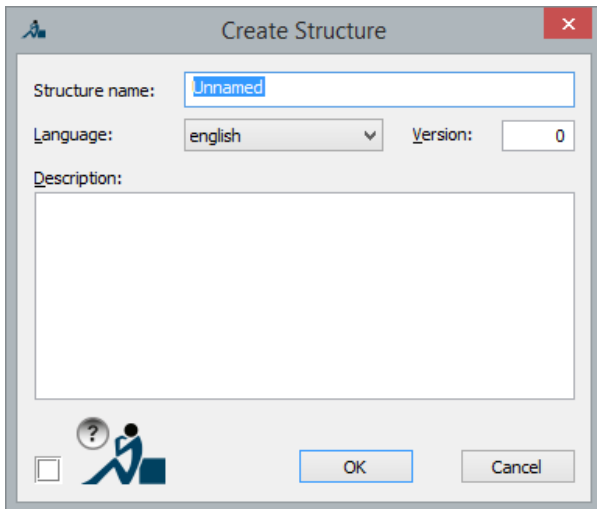 Create Structure
Structure name: Unnamed
Language: english Version: 0
Description:
?
OK Cancel